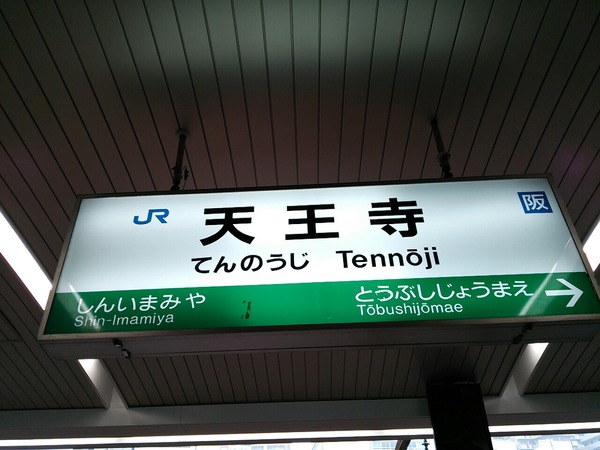 JR 天王寺 阪
てんのうじ Tennōji
しんいまみや とうぶしじょうまえ →
Shin-Imamiya Tōbushijōmae